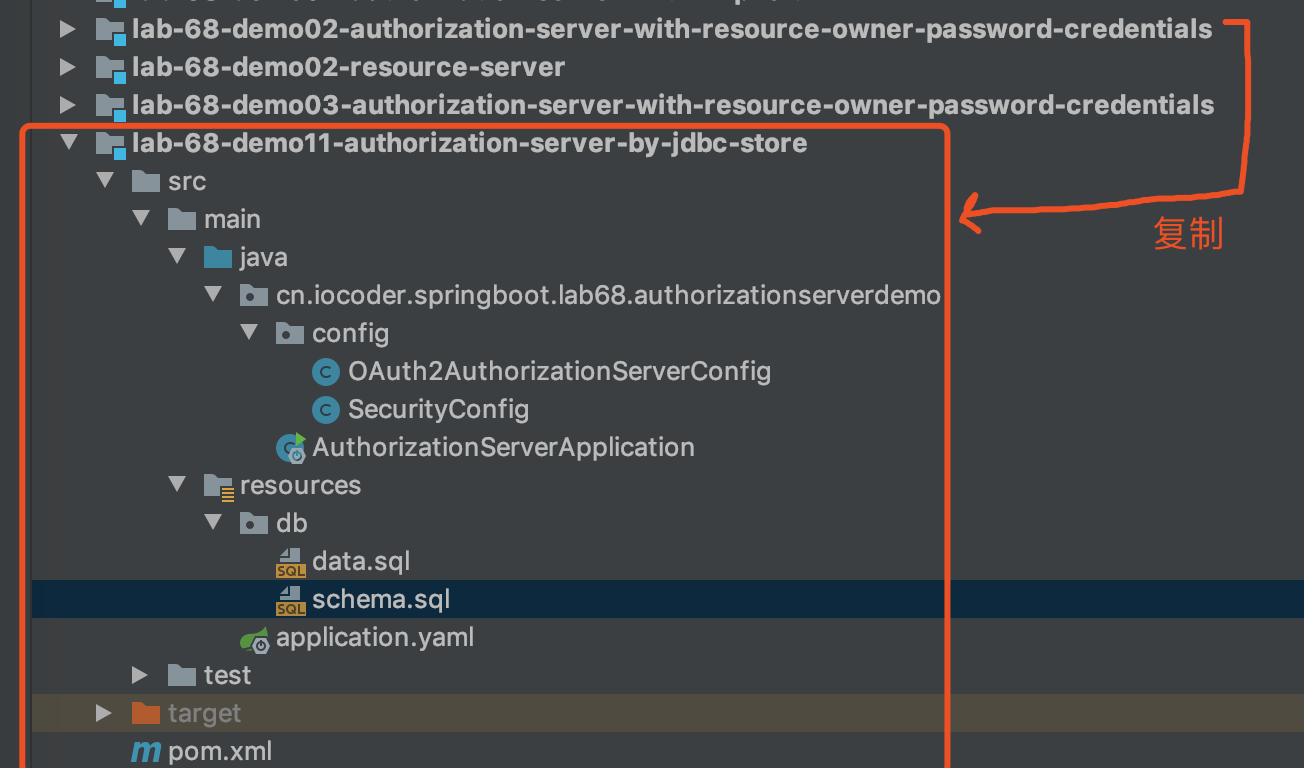 lab-68-demo02-authorization-server-with-resource-owner-password-credentials
lab-68-demo02-resource-server
lab-68-demo03-authorization-server-with-resource-owner-password-credentials
lab-68-demo11-authorization-server-by-jdbc-store
src
main
复制
java
cn.iocoder.springboot.lab68.authorizationserverdemo
config
OAuth2AuthorizationServerConfig
SecurityConfig
AuthorizationServerApplication
resources
db
data.sql
schema.sql
application.yaml
test
target
pom.xml